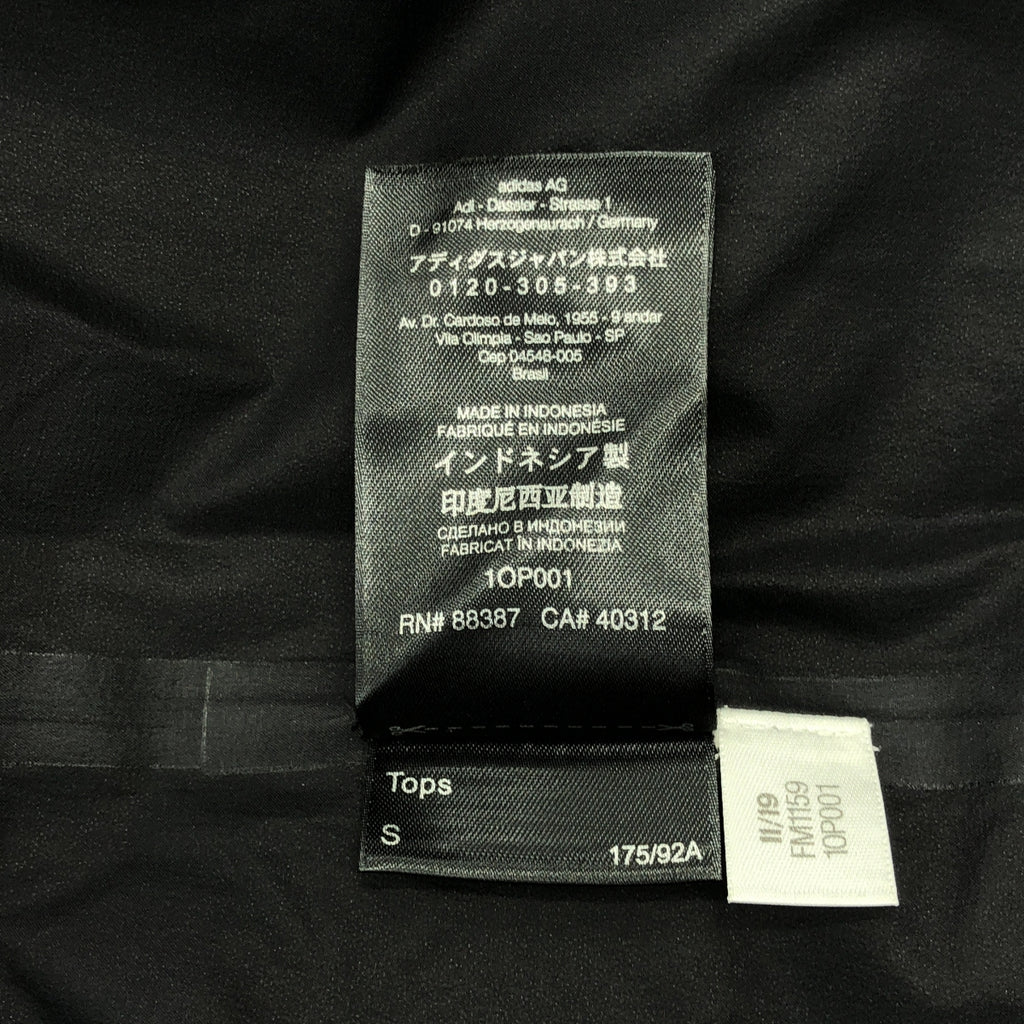 adidas AG
Adi - Dassler - Strasse 1
D - 91074 Herzogenaurach / Germany
アディダスジャパン株式会社
0120-305-393
Av. Dr. Cardoso de Melo, 1955 - 9 andar
Vila Olimpia - Sao Paulo - SP
Cep 04548-005
Brasil
MADE IN INDONESIA
FABRIQUÉ EN INDONÉSIE
インドネシア製
印度尼西亚制造
СДЕЛАНО В ИНДОНЕЗИИ
FABRICAT ÎN INDONEZIA
1OP001
RN# 88387 CA# 40312
Tops
S
175/92A
11/19
FM1159
1OP001